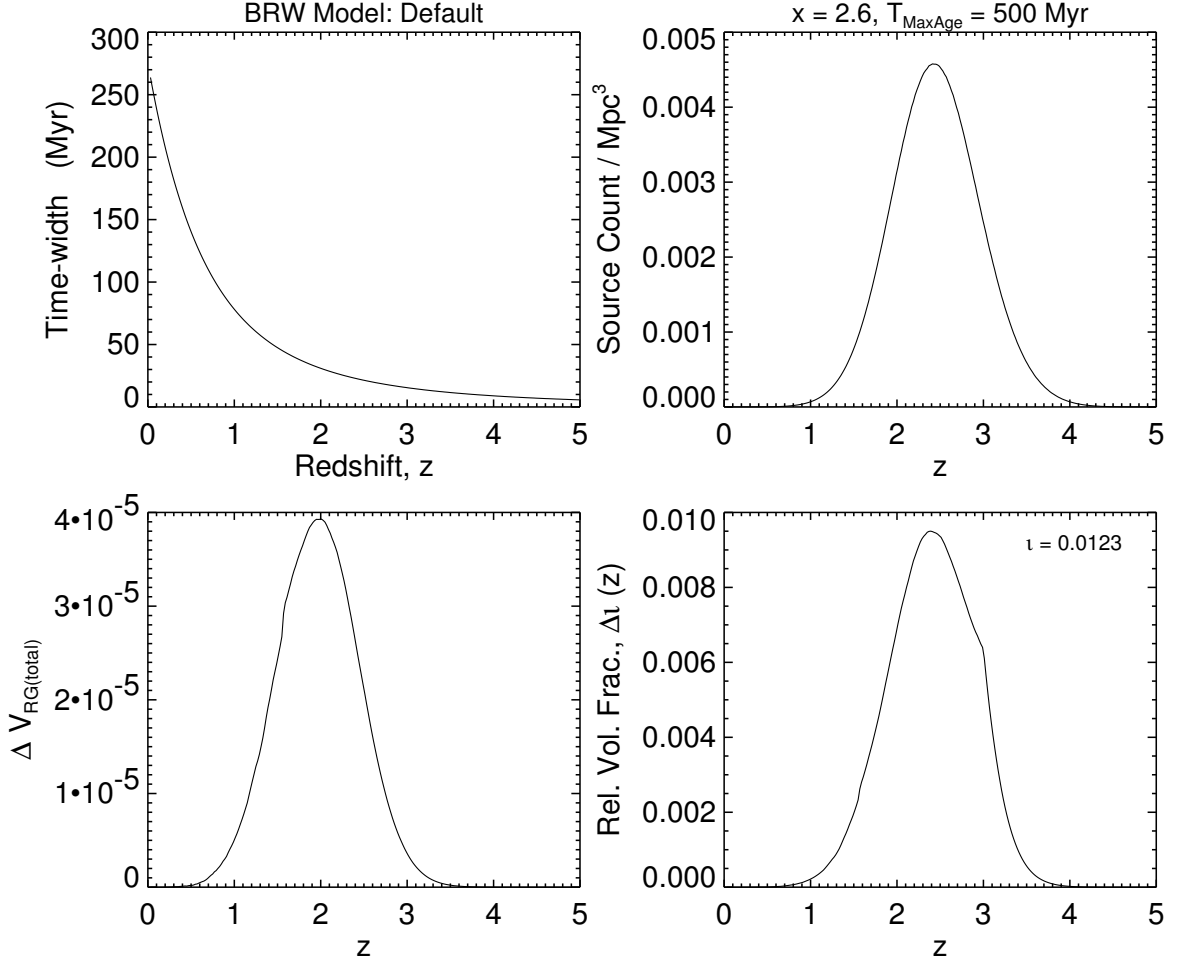 BRW Model: Default
x = 2.6, T_MaxAge = 500 Myr
Time-width (Myr)
300
250
200
150
100
50
0
0 1 2 3 4 5
Redshift, z
Source Count / Mpc³
0.005
0.004
0.003
0.002
0.001
0.000
0 1 2 3 4 5
z
Δ V_RG(total)
4•10⁻⁵
3•10⁻⁵
2•10⁻⁵
1•10⁻⁵
0
0 1 2 3 4 5
z
Rel. Vol. Frac., Δι (z)
0.010
0.008
0.006
0.004
0.002
0.000
ι = 0.0123
0 1 2 3 4 5
z